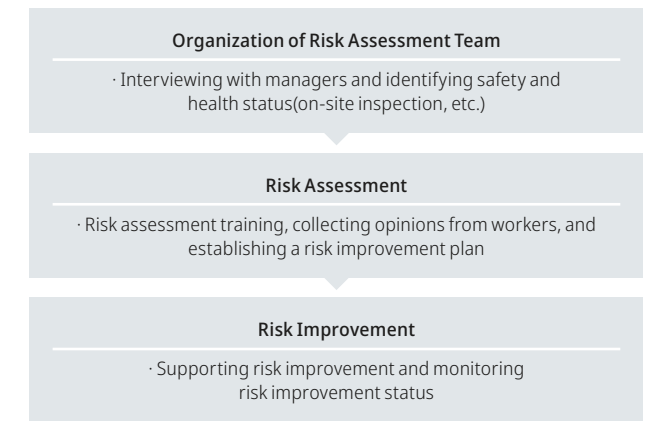 Organization of Risk Assessment Team
· Interviewing with managers and identifying safety and
health status(on-site inspection, etc.)
Risk Assessment
· Risk assessment training, collecting opinions from workers, and
establishing a risk improvement plan
Risk Improvement
· Supporting risk improvement and monitoring
risk improvement status